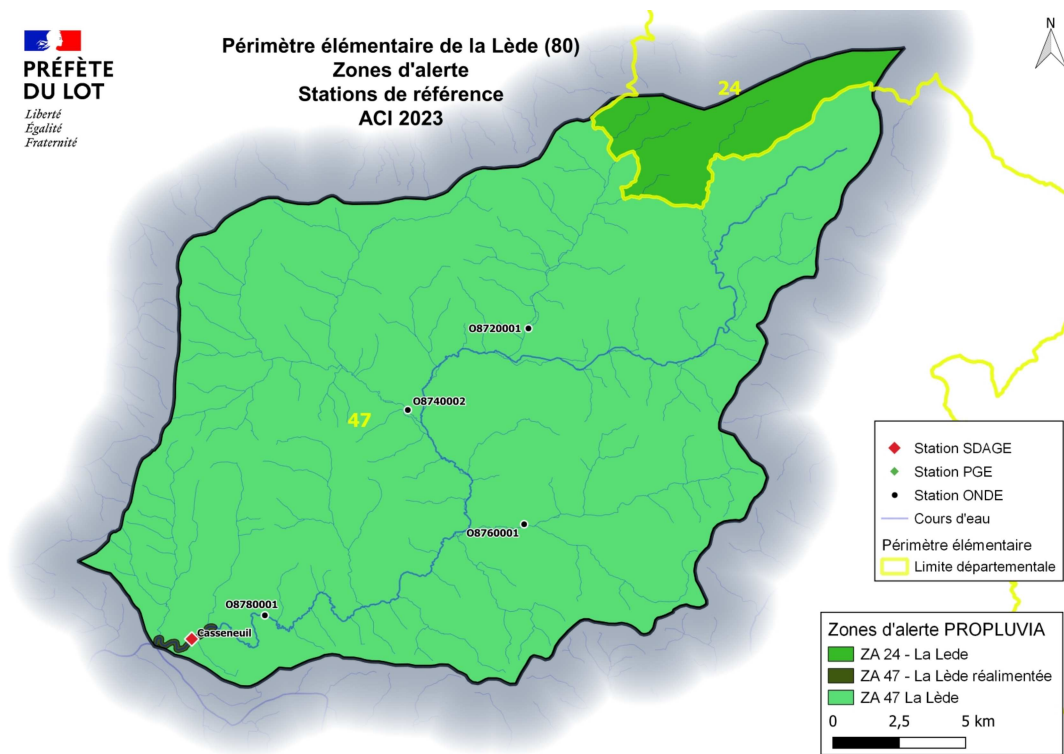 PRÉFÈTE
DU LOT
Liberté
Égalité
Fraternité
Périmètre élémentaire de la Lède (80)
Zones d'alerte
Stations de référence
ACI 2023
N
24
47
O8720001
O8740002
O8760001
O8780001
Casseneuil
Station SDAGE
Station PGE
Station ONDE
Cours d'eau
Périmètre élémentaire
Limite départementale
Zones d'alerte PROPLUVIA
ZA 24 - La Lede
ZA 47 - La Lède réalimentée
ZA 47 La Lède
0 2,5 5 km